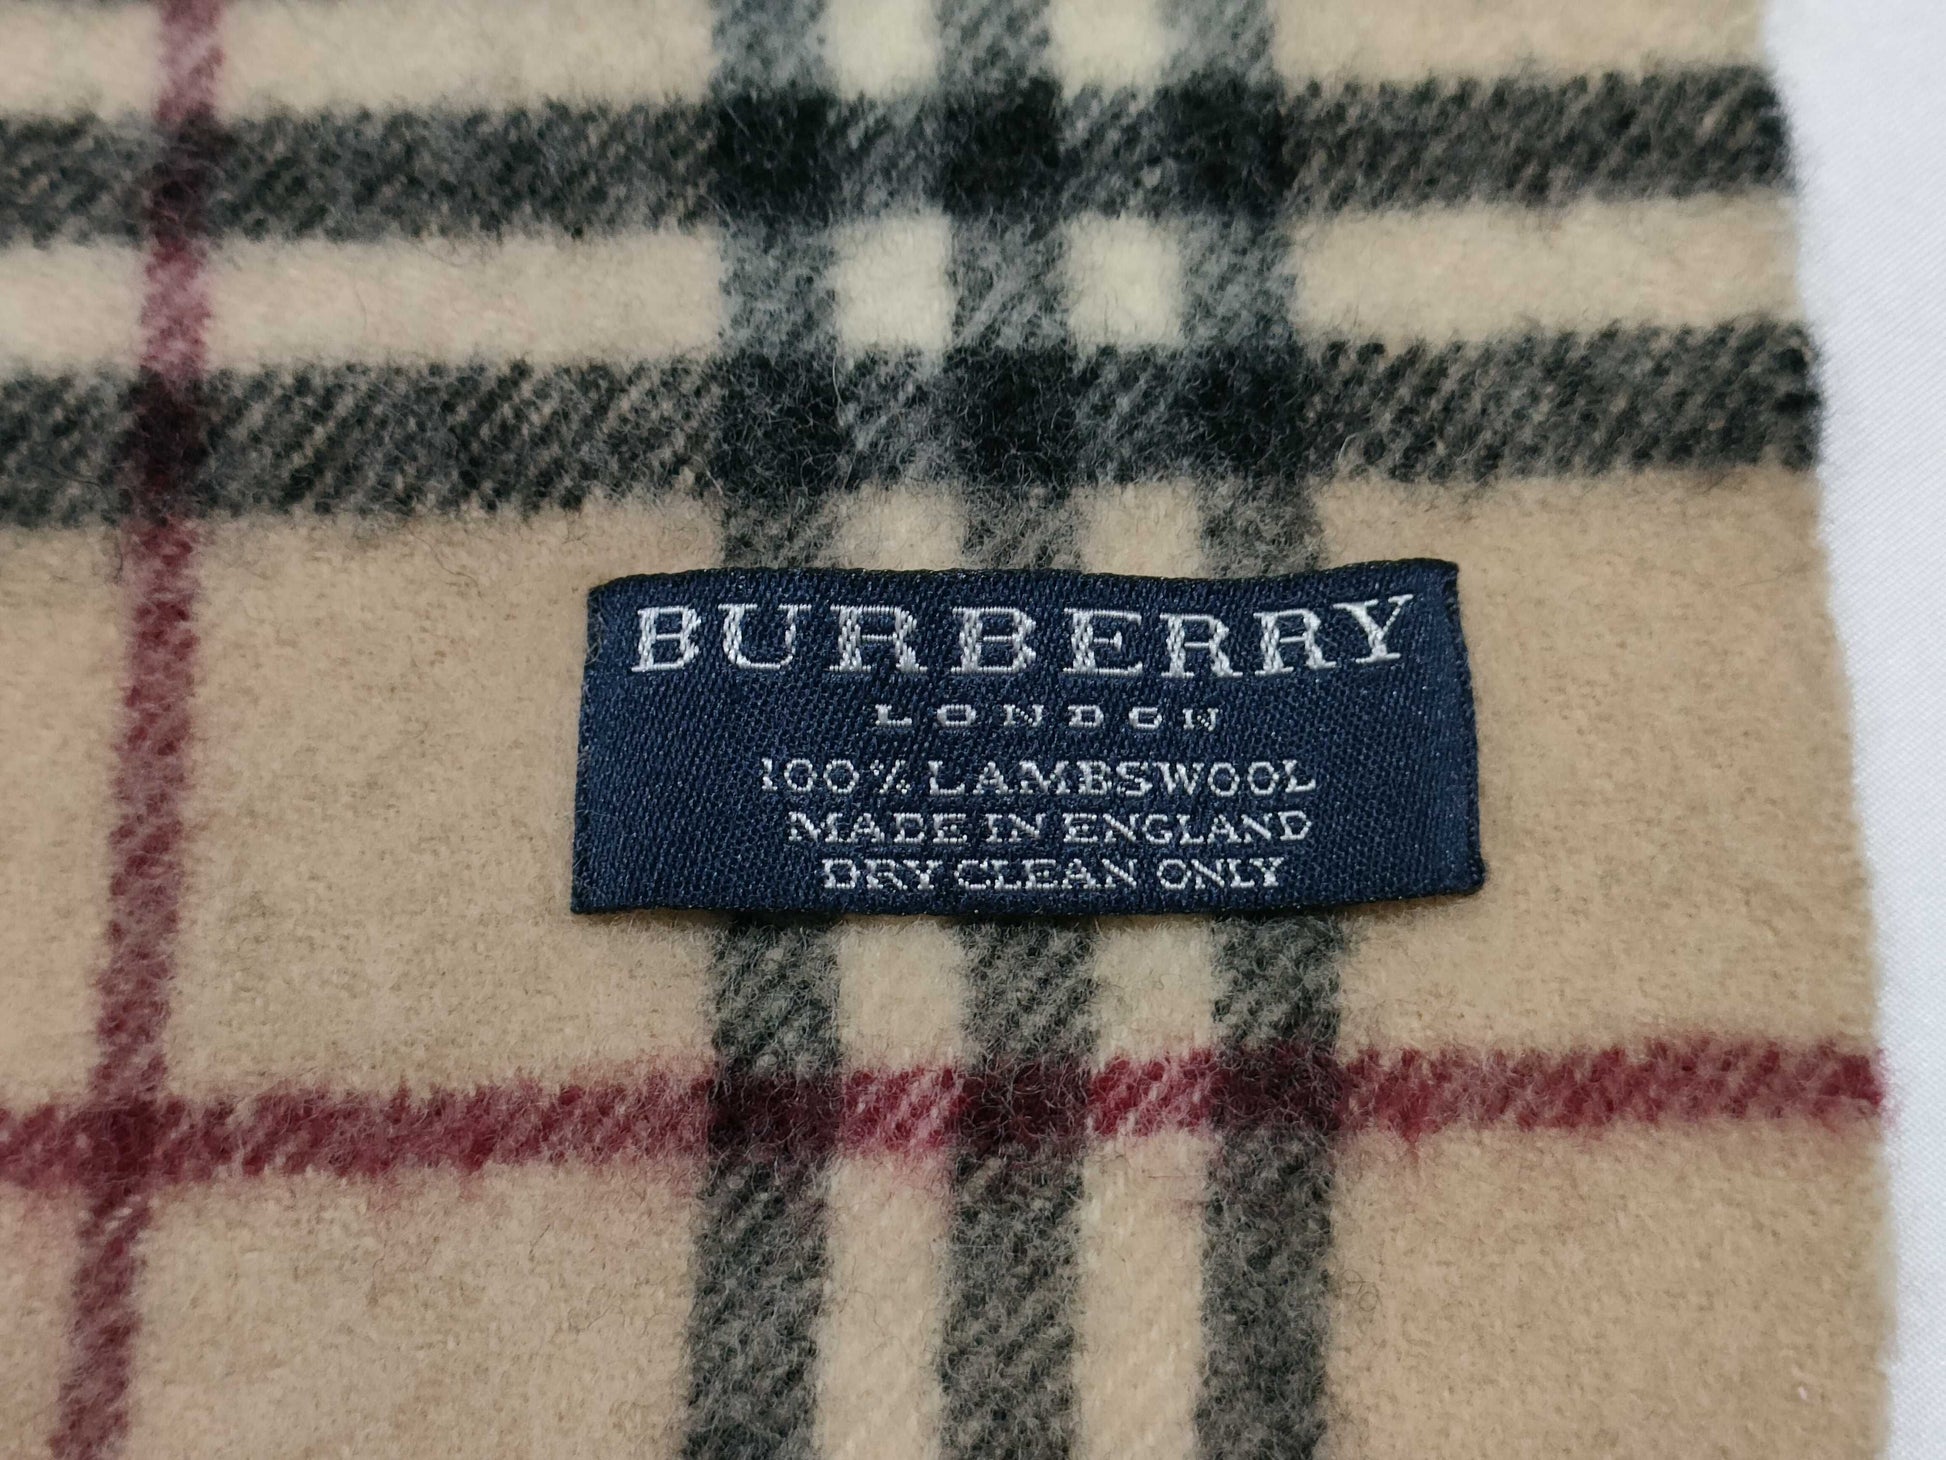 BURBERRY
LONDON
100% LAMBSWOOL
MADE IN ENGLAND
DRY CLEAN ONLY